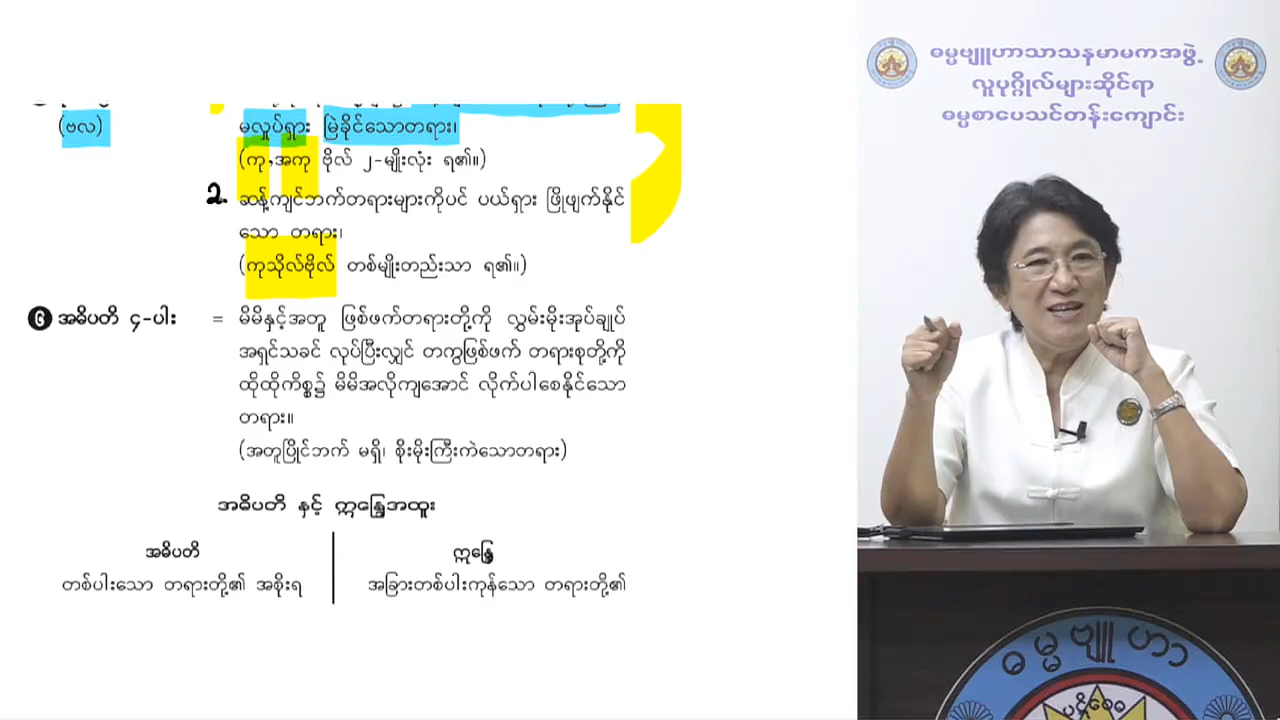 (ဗလ)
မလှုပ်ရှား မြဲခိုင်သောတရား၊
(ကု,အကု ဗိုလ် ၂-မျိုးလုံး ရ၏။)
2. ဆန့်ကျင်ဘက်တရားများကိုပင် ပယ်ရှား ဖြိုဖျက်နိုင်
သော တရား၊
(ကုသိုလ်ဗိုလ် တစ်မျိုးတည်းသာ ရ၏။)
၆ အဓိပတိ ၄-ပါး = မိမိနှင့်အတူ ဖြစ်ဖက်တရားတို့ကို လွှမ်းမိုးအုပ်ချုပ်
အရှင်သခင် လုပ်ပြီးလျှင် တကွဖြစ်ဖက် တရားစုတို့ကို
ထိုထိုကိစ္စ၌ မိမိအလိုကျအောင် လိုက်ပါစေနိုင်သော
တရား။
(အတူပြိုင်ဘက် မရှိ၊ စိုးမိုးကြီးကဲသောတရား)
အဓိပတိ နှင့် ဣန္ဒြေအထူး
အဓိပတိ
တစ်ပါးသော တရားတို့၏ အစိုးရ
ဣန္ဒြေ
အခြားတစ်ပါးကုန်သော တရားတို့၏
ဓမ္မဗျူဟာသာသနမာမကအဖွဲ့
လူပုဂ္ဂိုလ်များဆိုင်ရာ
ဓမ္မစာပေသင်တန်းကျောင်း
ဓမ္မဗျူဟာ
ပဋိဝေဓ